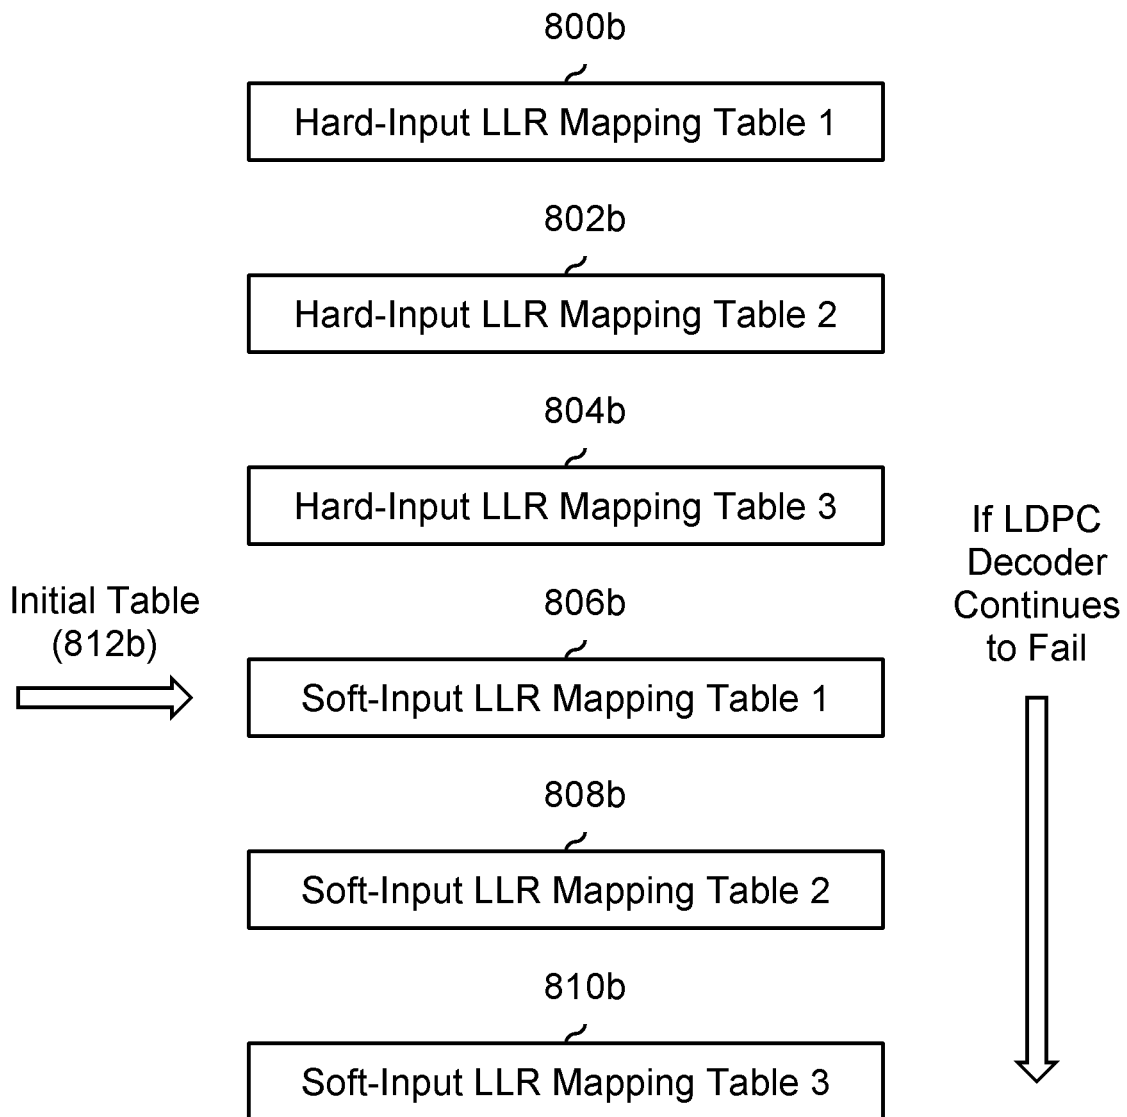 800b
Hard-Input LLR Mapping Table 1
802b
Hard-Input LLR Mapping Table 2
804b
Hard-Input LLR Mapping Table 3
If LDPC
Decoder
Continues
to Fail
Initial Table
(812b)
806b
Soft-Input LLR Mapping Table 1
808b
Soft-Input LLR Mapping Table 2
810b
Soft-Input LLR Mapping Table 3